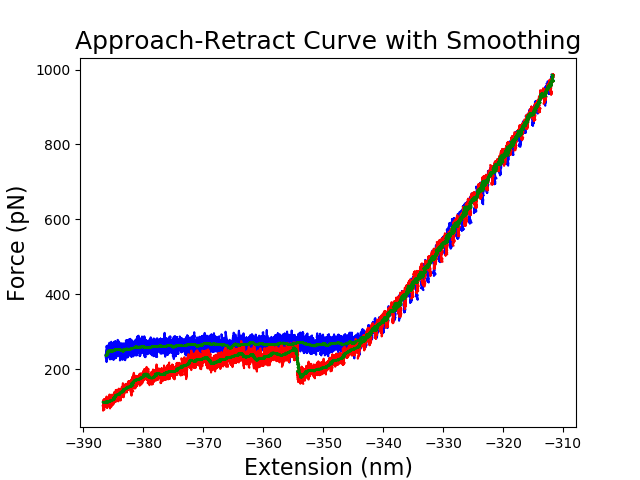 Approach-Retract Curve with Smoothing
Force (pN)
1000
800
600
400
200
−390 −380 −370 −360 −350 −340 −330 −320 −310
Extension (nm)